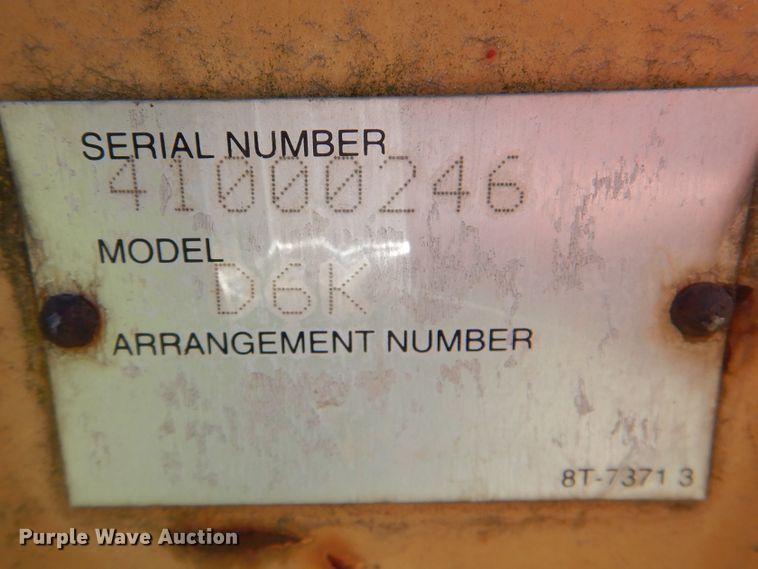 SERIAL NUMBER
41000246
MODEL
D6K
ARRANGEMENT NUMBER
8T-7371 3
Purple Wave Auction®